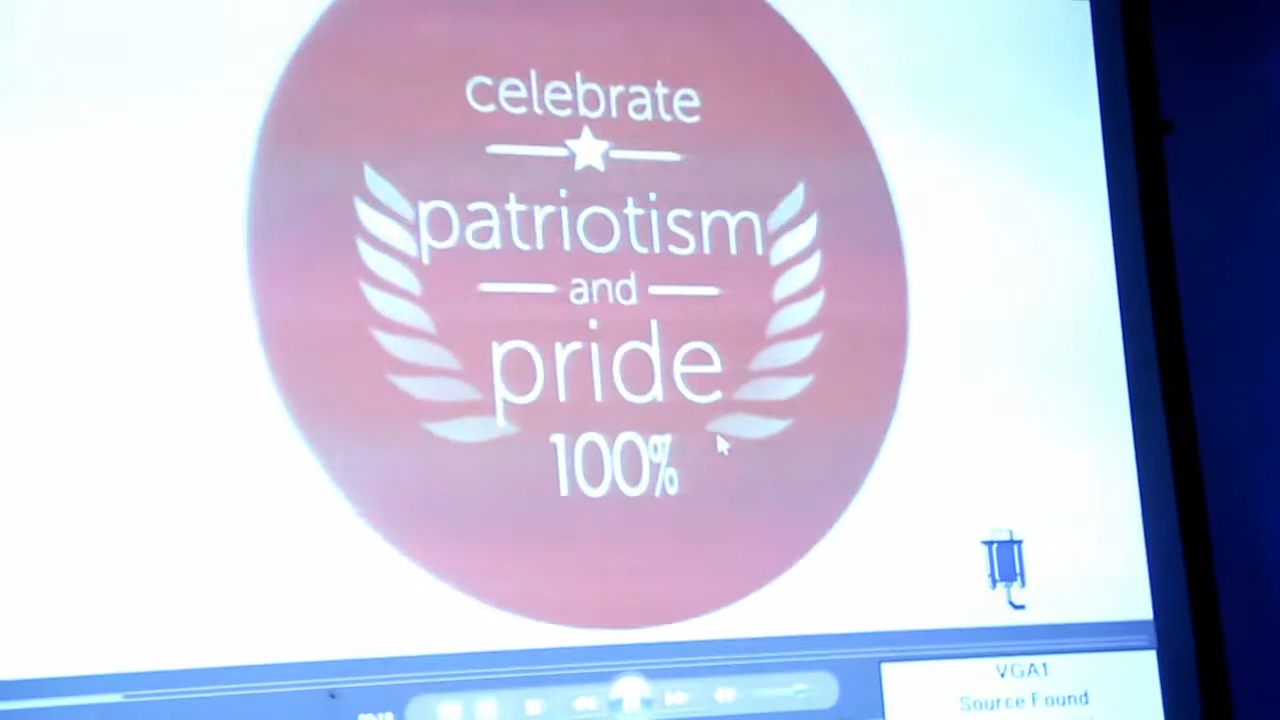 celebrate
patriotism
and
pride
100%
VGA1
Source Found